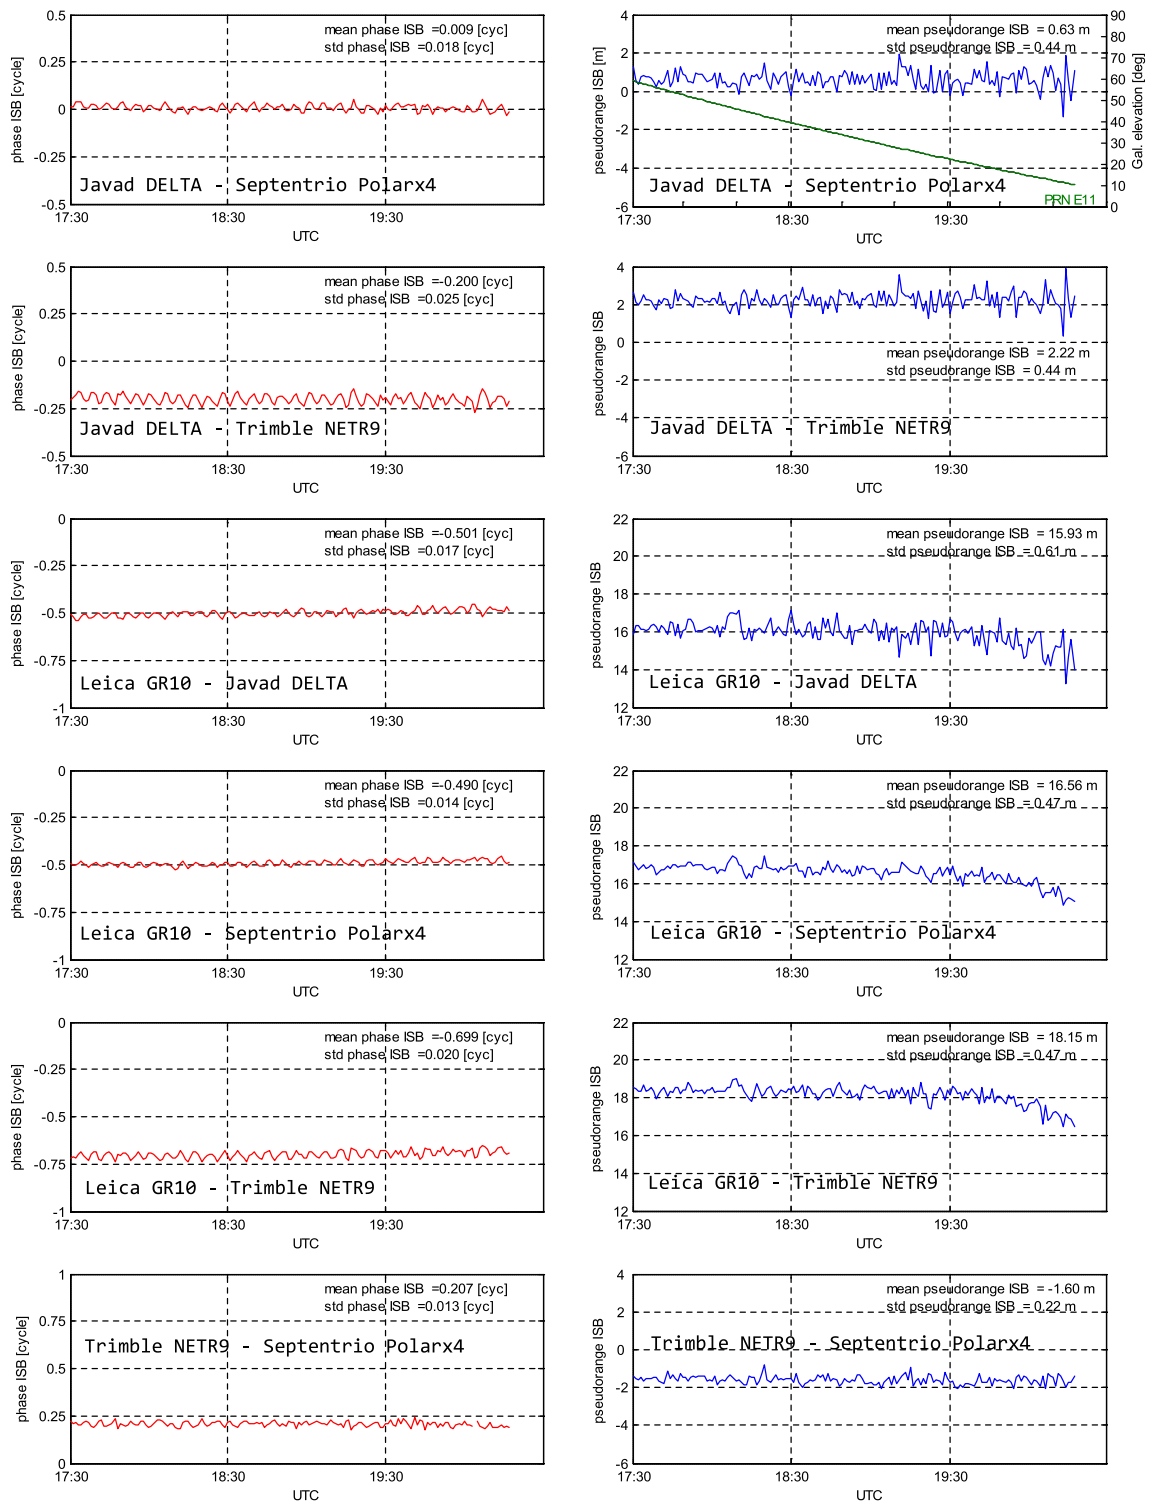 mean phase ISB =0.009 [cyc]
std phase ISB =0.018 [cyc]
0.5
0.25
0
-0.25
-0.5
phase ISB [cycle]
Javad DELTA - Septentrio Polarx4
17:30 18:30 19:30
UTC
mean pseudorange ISB = 0.63 m
std pseudorange ISB = 0.44 m
4
2
0
-2
-4
-6
pseudorange ISB [m]
90
80
70
60
50
40
30
20
10
0
Gal. elevation [deg]
Javad DELTA - Septentrio Polarx4
PRN E11
17:30 18:30 19:30
UTC
mean phase ISB =-0.200 [cyc]
std phase ISB =0.025 [cyc]
0.5
0.25
0
-0.25
-0.5
phase ISB [cycle]
Javad DELTA - Trimble NETR9
17:30 18:30 19:30
UTC
4
2
0
-2
-4
-6
pseudorange ISB
mean pseudorange ISB = 2.22 m
std pseudorange ISB = 0.44 m
Javad DELTA - Trimble NETR9
17:30 18:30 19:30
UTC
mean phase ISB =-0.501 [cyc]
std phase ISB =0.017 [cyc]
0
-0.25
-0.5
-0.75
-1
phase ISB [cycle]
Leica GR10 - Javad DELTA
17:30 18:30 19:30
UTC
mean pseudorange ISB = 15.93 m
std pseudorange ISB = 0.61 m
22
20
18
16
14
12
pseudorange ISB
Leica GR10 - Javad DELTA
17:30 18:30 19:30
UTC
mean phase ISB =-0.490 [cyc]
std phase ISB =0.014 [cyc]
0
-0.25
-0.5
-0.75
-1
phase ISB [cycle]
Leica GR10 - Septentrio Polarx4
17:30 18:30 19:30
UTC
mean pseudorange ISB = 16.56 m
std pseudorange ISB = 0.47 m
22
20
18
16
14
12
pseudorange ISB
Leica GR10 - Septentrio Polarx4
17:30 18:30 19:30
UTC
mean phase ISB =-0.699 [cyc]
std phase ISB =0.020 [cyc]
0
-0.25
-0.5
-0.75
-1
phase ISB [cycle]
Leica GR10 - Trimble NETR9
17:30 18:30 19:30
UTC
mean pseudorange ISB = 18.15 m
std pseudorange ISB = 0.47 m
22
20
18
16
14
12
pseudorange ISB
Leica GR10 - Trimble NETR9
17:30 18:30 19:30
UTC
mean phase ISB =0.207 [cyc]
std phase ISB =0.013 [cyc]
1
0.75
0.5
0.25
0
phase ISB [cycle]
Trimble NETR9 - Septentrio Polarx4
17:30 18:30 19:30
UTC
mean pseudorange ISB = -1.60 m
std pseudorange ISB = 0.22 m
4
2
0
-2
-4
-6
pseudorange ISB
Trimble NETR9 - Septentrio Polarx4
17:30 18:30 19:30
UTC